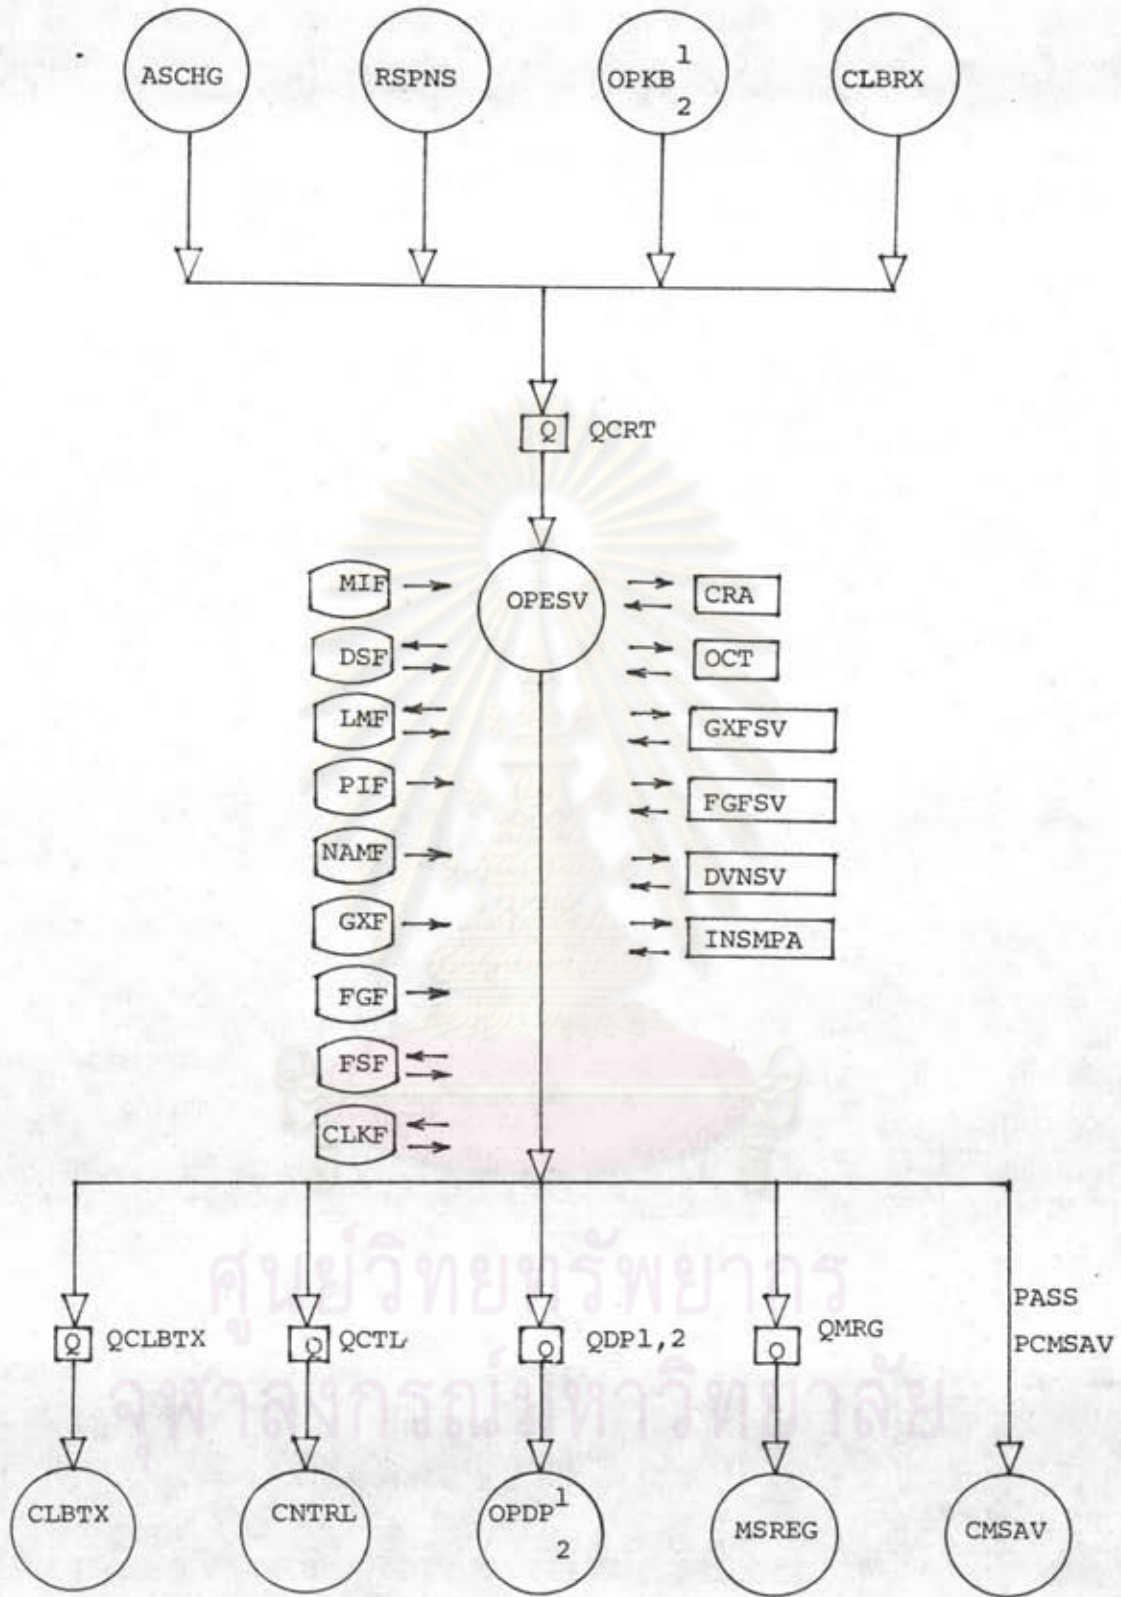 ASCHG RSPNS OPKB 1 2 CLBRX
Q QCRT
OPESV
MIF
DSF
LMF
PIF
NAMF
GXF
FGF
FSF
CLKF
CRA
OCT
GXFSV
FGFSV
DVNSV
INSMPA
ศูนย์วิทยทรัพยากร
จุฬาลงกรณ์มหาวิทยาลัย
Q QCLBTX
Q QCTL
Q QDP1,2
Q QMRG
PASS
PCMSAV
CLBTX CNTRL OPDP 1 2 MSREG CMSAV